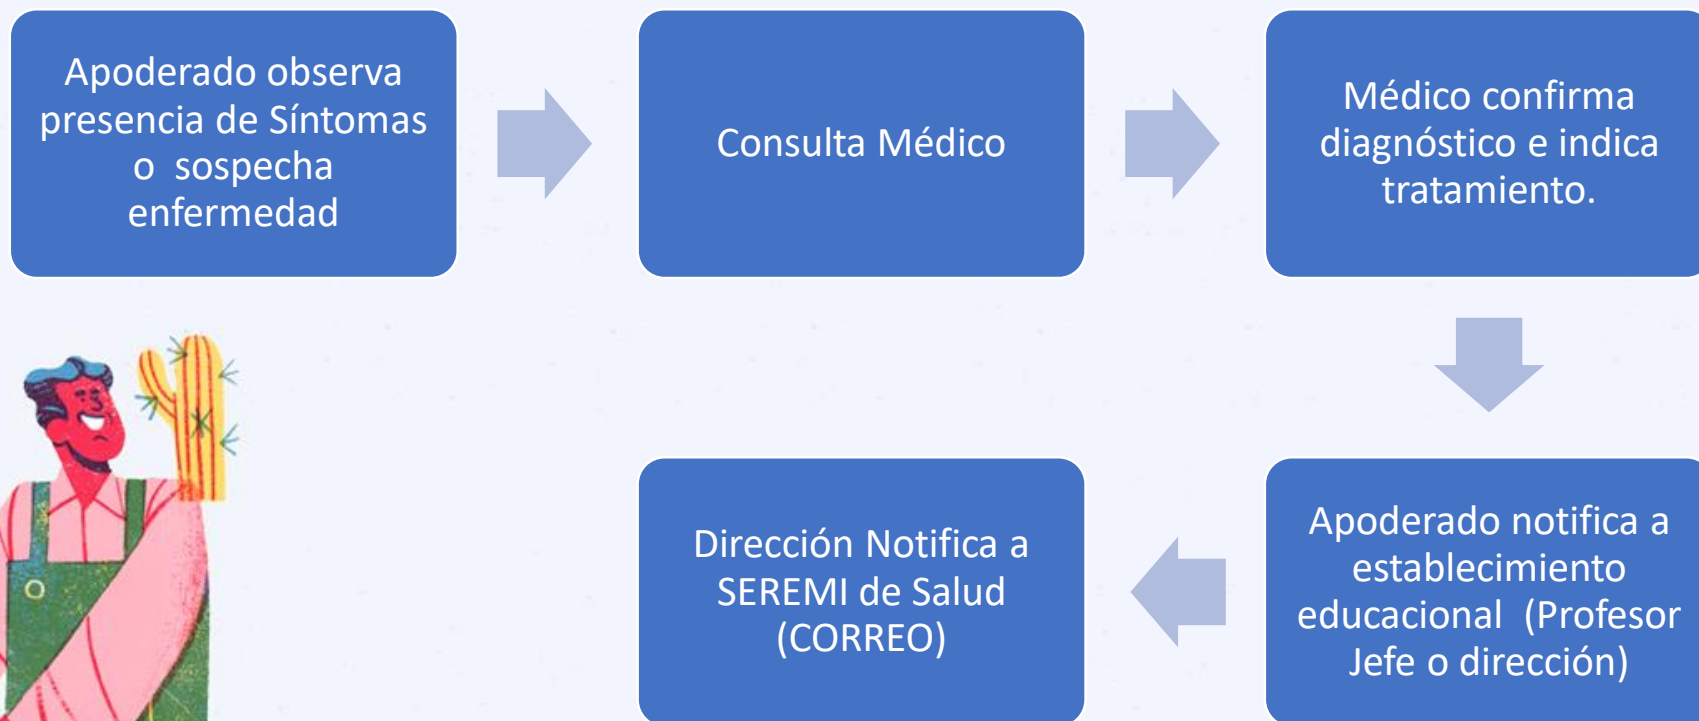 Apoderado observa
presencia de Síntomas
o sospecha
enfermedad
Consulta Médico
Médico confirma
diagnóstico e indica
tratamiento.
Apoderado notifica a
establecimiento
educacional (Profesor
Jefe o dirección)
Dirección Notifica a
SEREMI de Salud
(CORREO)